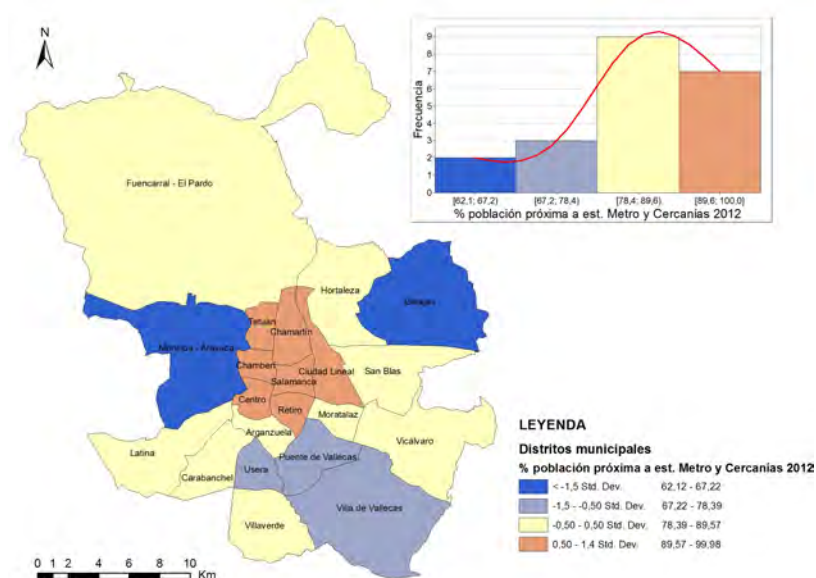 N
Fuencarral - El Pardo
Frecuencia
9
8
7
6
5
4
3
2
1
0
[62,1; 67,2)
[67,2; 78,4)
[78,4; 89,6)
[89,6; 100,0]
% población próxima a est. Metro y Cercanías 2012
Hortaleza
Barajas
Tetuán
Chamartín
Moncloa - Aravaca
Chamberí
Ciudad Lineal
San Blas
Salamanca
Centro
Retiro
Moratalaz
Arganzuela
Vicálvaro
Latina
Puente de Vallecas
Carabanchel
Usera
Villa de Vallecas
Villaverde
LEYENDA
Distritos municipales
% población próxima a est. Metro y Cercanías 2012
< -1,5 Std. Dev. 62,12 - 67,22
-1,5 - -0,50 Std. Dev. 67,22 - 78,39
-0,50 - 0,50 Std. Dev. 78,39 - 89,57
0,50 - 1,4 Std. Dev. 89,57 - 99,98
0 1 2 4 6 8 10
Km